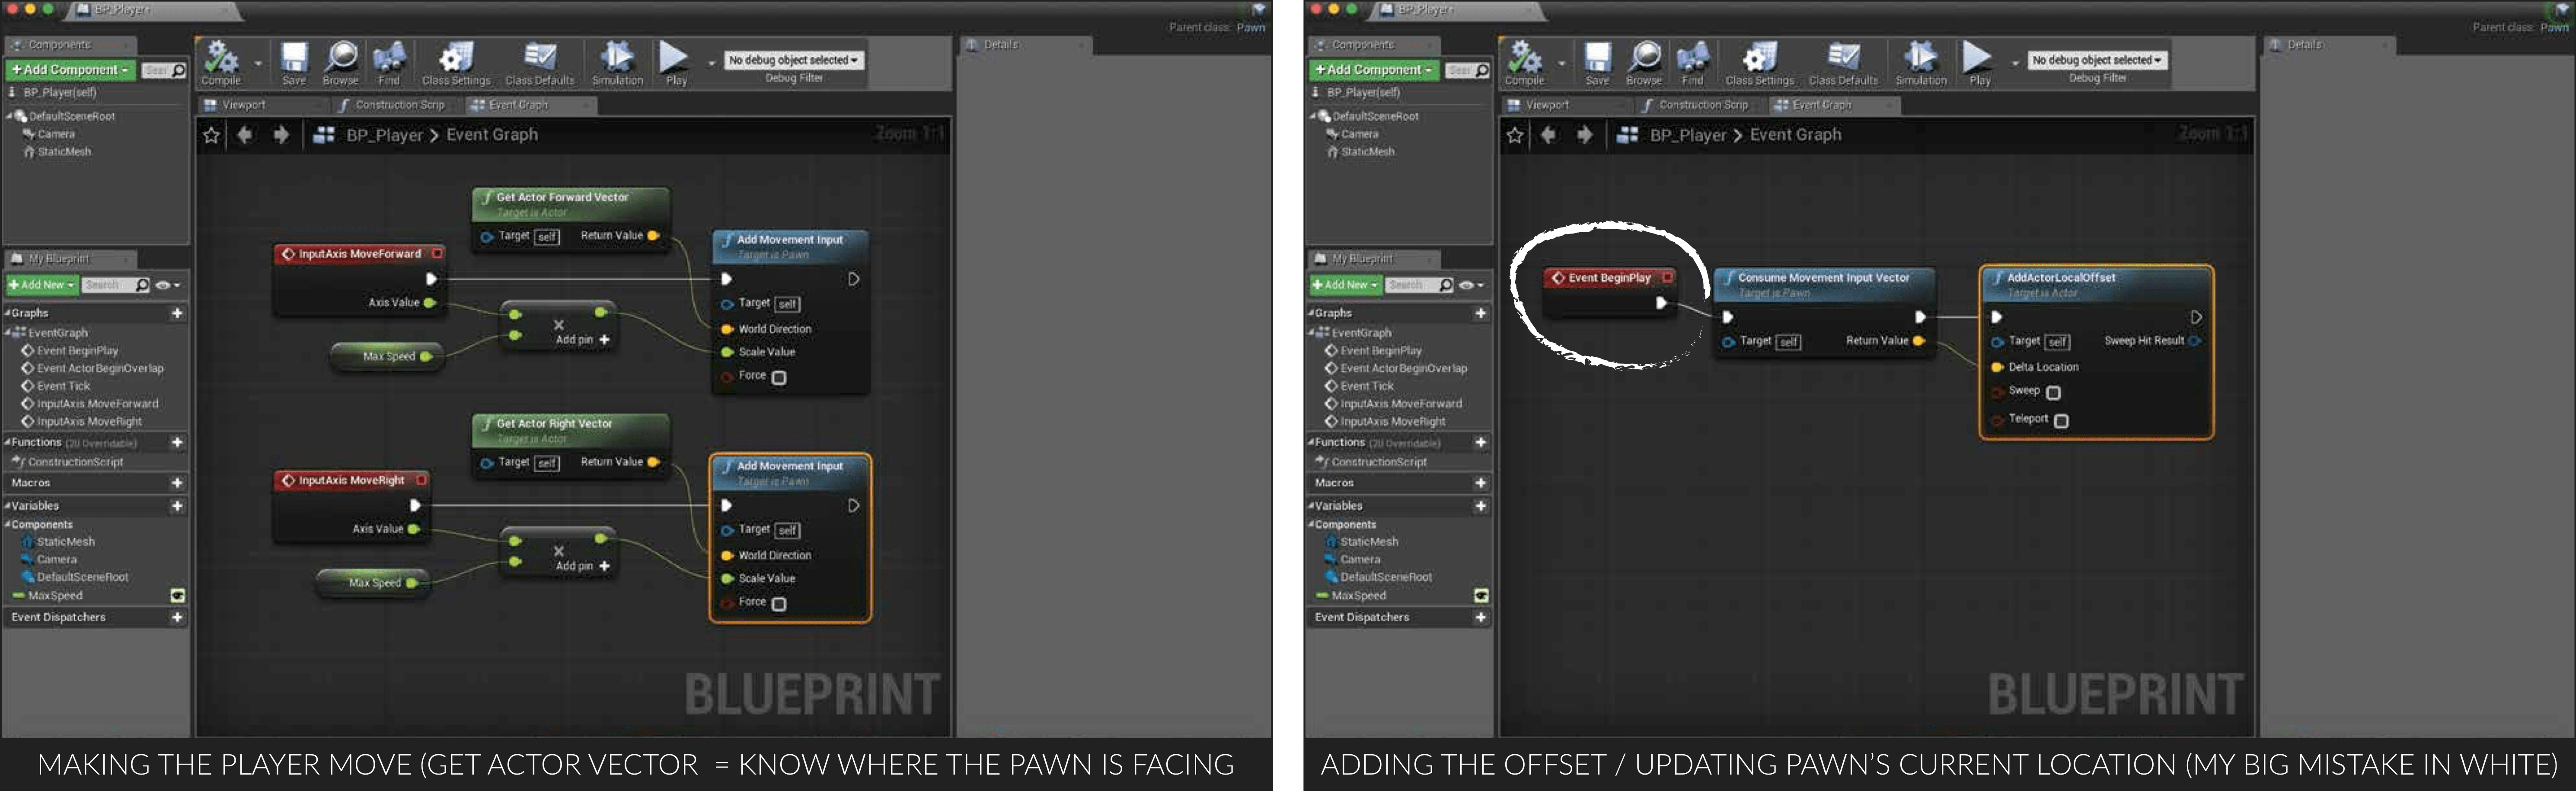 BP_Player+
Parent class: Pawn
Components
+Add Component
Sear
BP_Player(self)
DefaultSceneRoot
Camera
StaticMesh
Compile
Save
Browse
Find
Class Settings
Class Defaults
Simulation
Play
No debug object selected
Debug Filter
Details
Viewport
Construction Scrip
Event Graph
BP_Player > Event Graph
Zoom 1:1
My Blueprint
+Add New
Search
Graphs
EventGraph
Event BeginPlay
Event ActorBeginOverlap
Event Tick
InputAxis MoveForward
InputAxis MoveRight
Functions (20 Overridable)
ConstructionScript
Macros
Variables
Components
StaticMesh
Camera
DefaultSceneRoot
MaxSpeed
Event Dispatchers
Get Actor Forward Vector
Target is Actor
Target self Return Value
InputAxis MoveForward
Axis Value
Max Speed
×
Add pin +
Add Movement Input
Target is Pawn
Target self
World Direction
Scale Value
Force
Get Actor Right Vector
Target is Actor
Target self Return Value
InputAxis MoveRight
Axis Value
Max Speed
×
Add pin +
Add Movement Input
Target is Pawn
Target self
World Direction
Scale Value
Force
BLUEPRINT
MAKING THE PLAYER MOVE (GET ACTOR VECTOR = KNOW WHERE THE PAWN IS FACING
BP_Player+
Parent class: Pawn
Components
+Add Component
Sear
BP_Player(self)
DefaultSceneRoot
Camera
StaticMesh
Compile
Save
Browse
Find
Class Settings
Class Defaults
Simulation
Play
No debug object selected
Debug Filter
Details
Viewport
Construction Scrip
Event Graph
BP_Player > Event Graph
Zoom 1:1
My Blueprint
+Add New
Search
Graphs
EventGraph
Event BeginPlay
Event ActorBeginOverlap
Event Tick
InputAxis MoveForward
InputAxis MoveRight
Functions (20 Overridable)
ConstructionScript
Macros
Variables
Components
StaticMesh
Camera
DefaultSceneRoot
MaxSpeed
Event Dispatchers
Event BeginPlay
Consume Movement Input Vector
Target is Pawn
Target self Return Value
AddActorLocalOffset
Target is Actor
Target self Sweep Hit Result
Delta Location
Sweep
Teleport
BLUEPRINT
ADDING THE OFFSET / UPDATING PAWN'S CURRENT LOCATION (MY BIG MISTAKE IN WHITE)